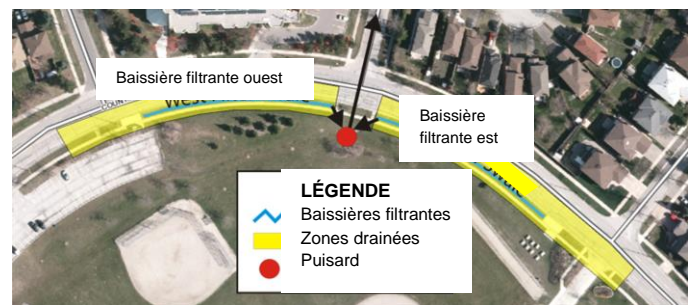 Baissière filtrante ouest
Baissière
filtrante est
LÉGENDE
Baissières filtrantes
Zones drainées
Puisard